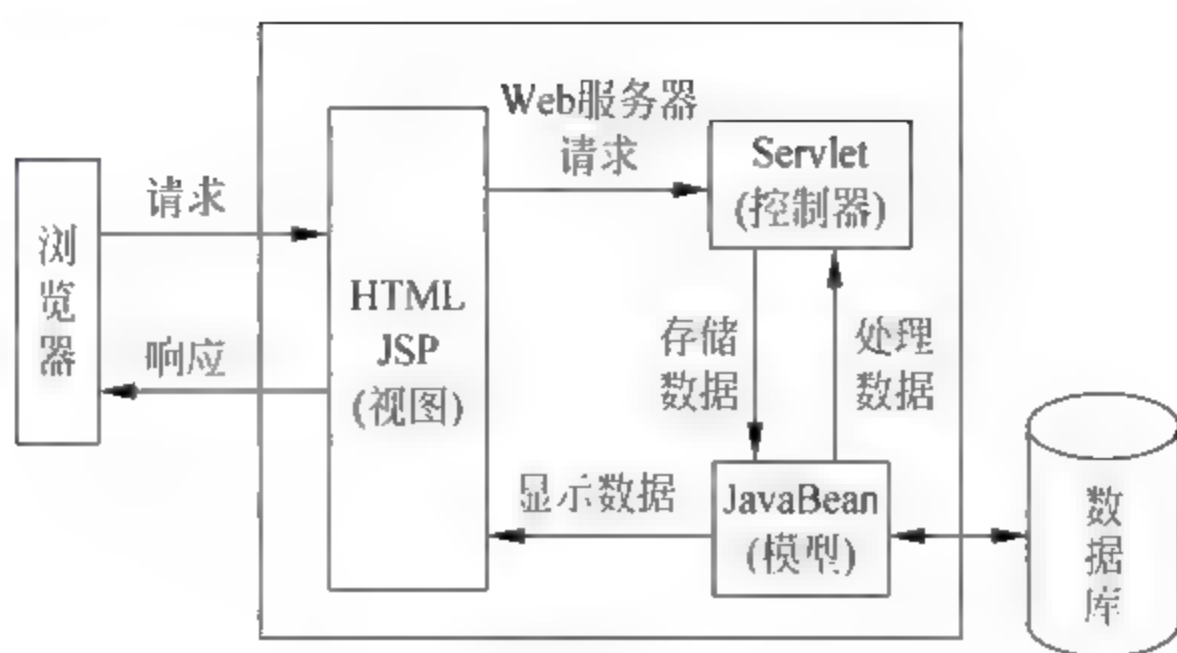 浏览器
请求
响应
HTML
JSP
(视图)
Web服务器
请求
Servlet
(控制器)
存储
数据
处理
数据
显示数据
JavaBean
(模型)
数据库